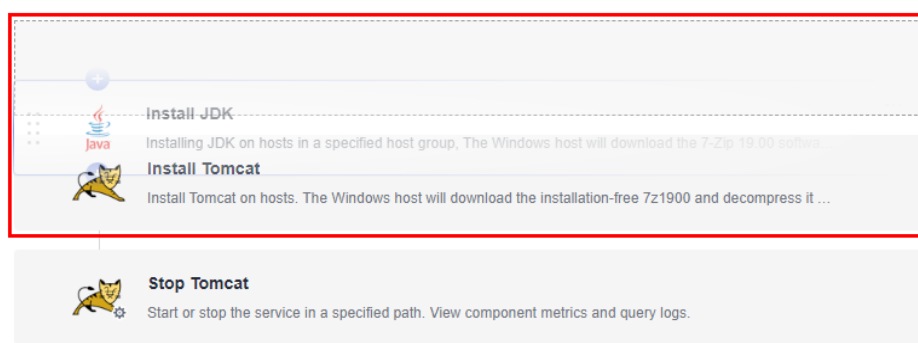 Install JDK
Java
Installing JDK on hosts in a specified host group, The Windows host will download the 7-Zip 19.00 softwa...
Install Tomcat
Install Tomcat on hosts. The Windows host will download the installation-free 7z1900 and decompress it ...
Stop Tomcat
Start or stop the service in a specified path. View component metrics and query logs.